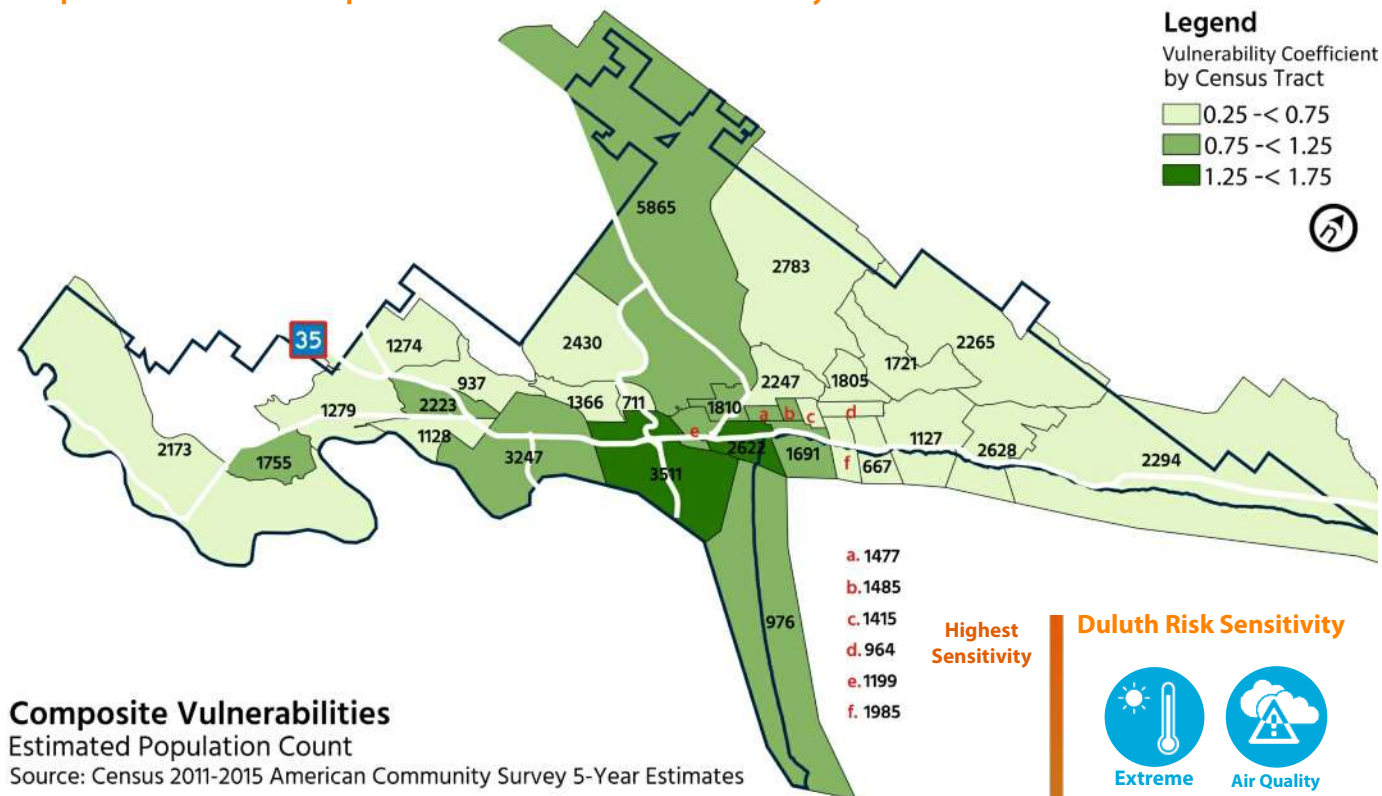 Legend
Vulnerability Coefficient
by Census Tract
0.25 -< 0.75
0.75 -< 1.25
1.25 -< 1.75
n
5865
2783
35
1274
2430
2265
1721
937
2247
1805
1366
711
1810
a
b
c
d
1279
2223
e
1127
2173
1128
2622
2628
1755
3247
1691
f
667
2294
3511
976
a. 1477
b. 1485
c. 1415
d. 964
e. 1199
f. 1985
Highest
Sensitivity
Duluth Risk Sensitivity
Extreme
Air Quality
Composite Vulnerabilities
Estimated Population Count
Source: Census 2011-2015 American Community Survey 5-Year Estimates